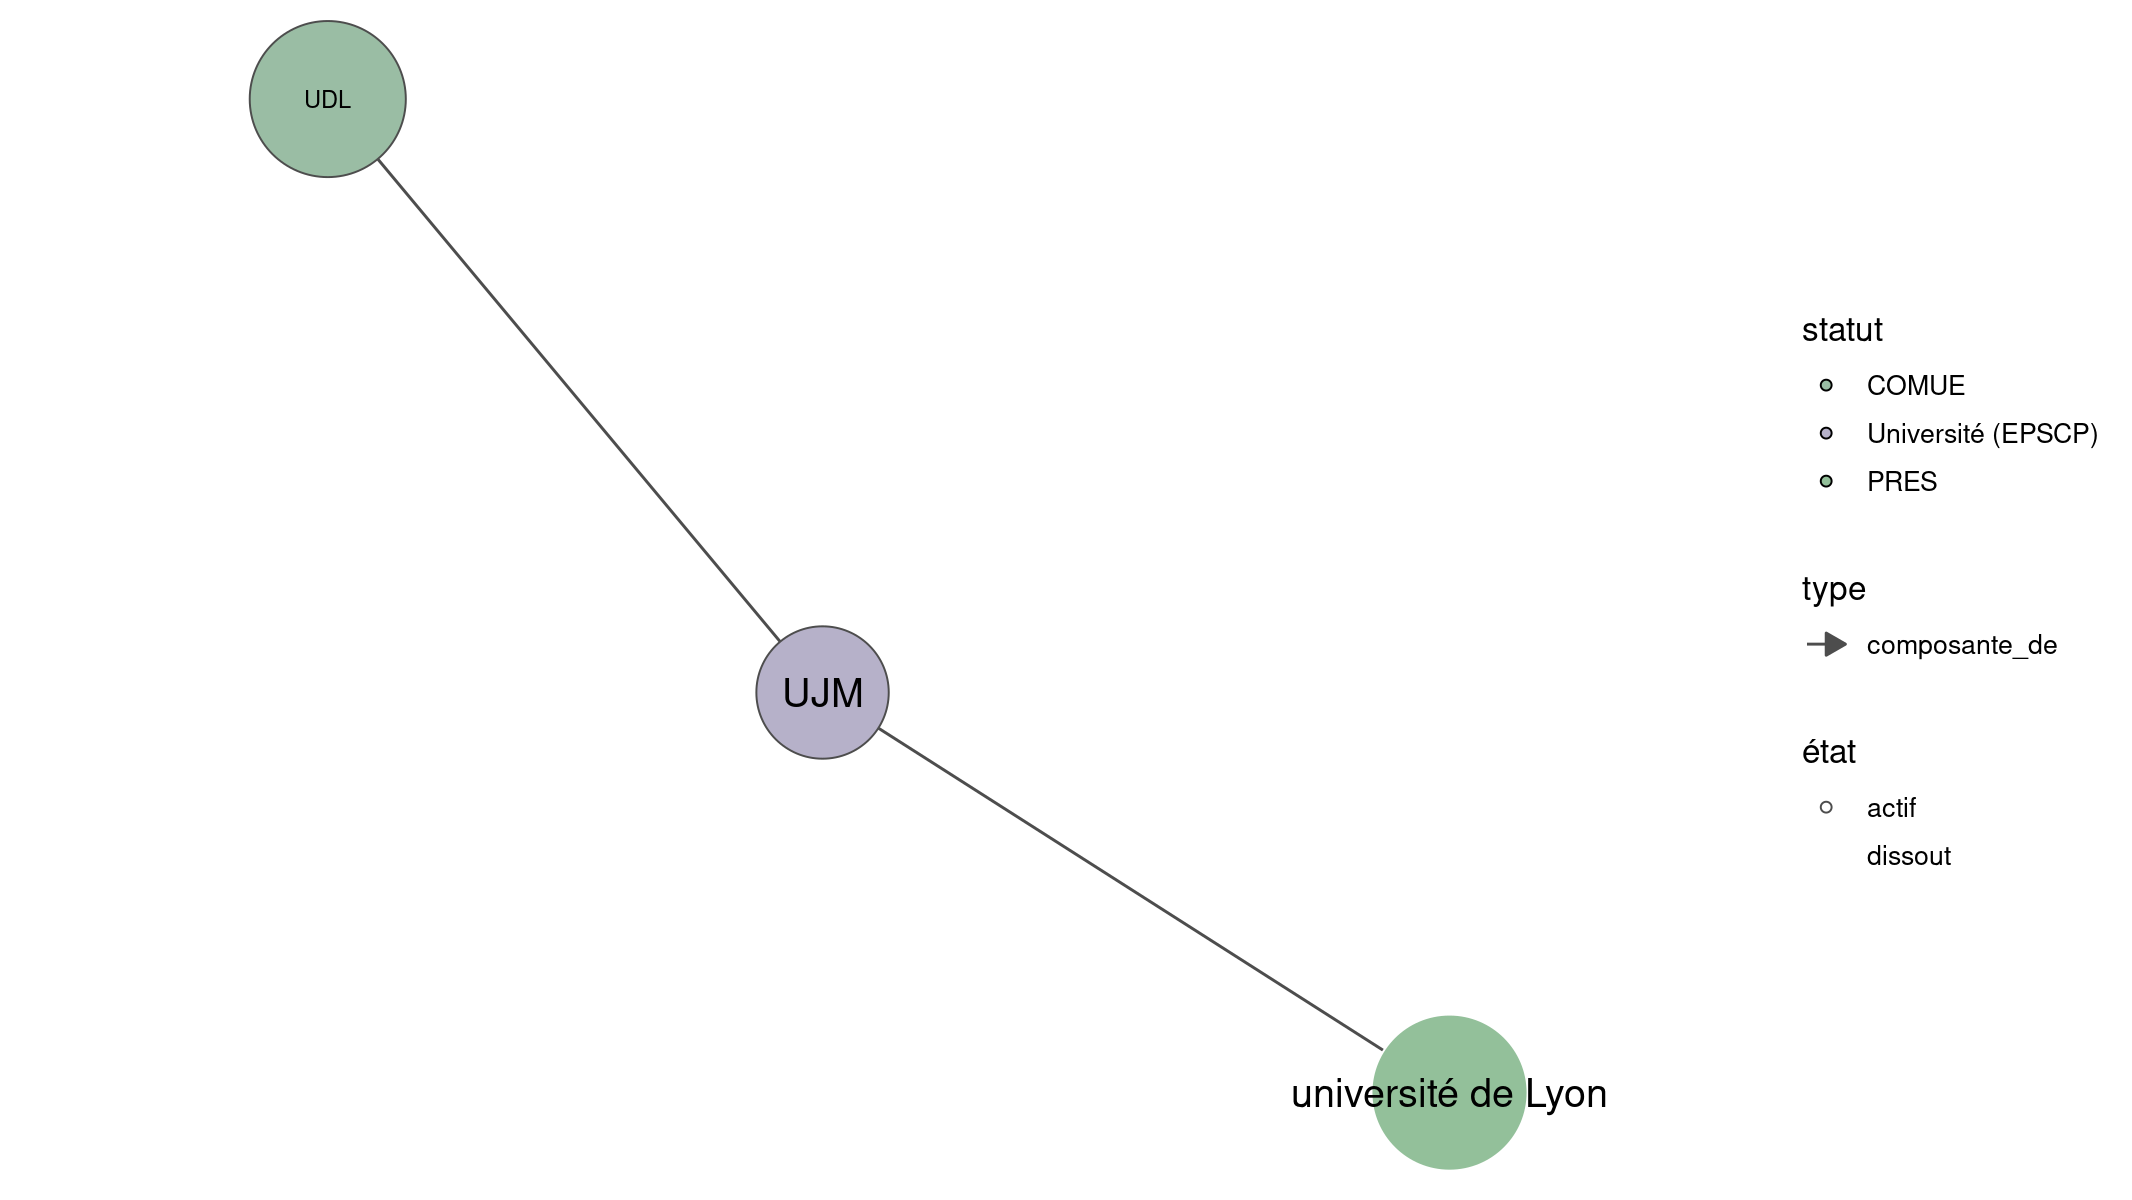 UDL
UJM
université de Lyon
statut
COMUE
Université (EPSCP)
PRES
type
composante_de
état
actif
dissout